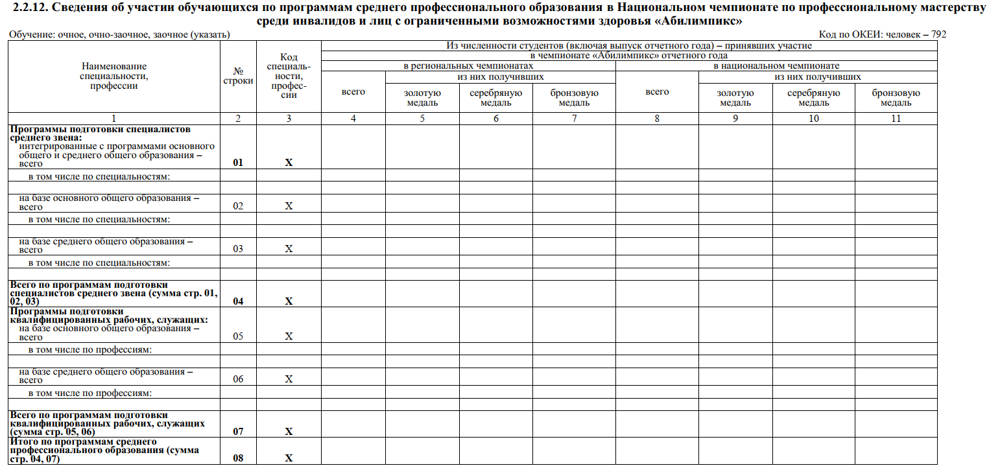 2.2.12. Сведения об участии обучающихся по программам среднего профессионального образования в Национальном чемпионате по профессиональному мастерству
среди инвалидов и лиц с ограниченными возможностями здоровья «Абилимпикс»
Обучение: очное, очно-заочное, заочное (указать)
Код по ОКЕИ: человек – 792
Наименование
специальности,
профессии
№
строки
Код
специаль-
ности,
профес-
сии
Из численности студентов (включая выпуск отчетного года) – принявших участие
в чемпионате «Абилимпикс» отчетного года
в региональных чемпионатах
в национальном чемпионате
всего
из них получивших
всего
из них получивших
золотую
медаль
серебряную
медаль
бронзовую
медаль
золотую
медаль
серебряную
медаль
бронзовую
медаль
1 2 3 4 5 6 7 8 9 10 11
Программы подготовки специалистов
среднего звена:
интегрированные с программами основного
общего и среднего общего образования –
всего 01 X
в том числе по специальностям:
на базе основного общего образования –
всего 02 X
в том числе по специальностям:
на базе среднего общего образования –
всего 03 X
в том числе по специальностям:
Всего по программам подготовки
специалистов среднего звена (сумма стр. 01,
02, 03) 04 X
Программы подготовки
квалифицированных рабочих, служащих:
на базе основного общего образования –
всего 05 X
в том числе по профессиям:
на базе среднего общего образования –
всего 06 X
в том числе по профессиям:
Всего по программам подготовки
квалифицированных рабочих, служащих
(сумма стр. 05, 06) 07 X
Итого по программам среднего
профессионального образования (сумма
стр. 04, 07) 08 X